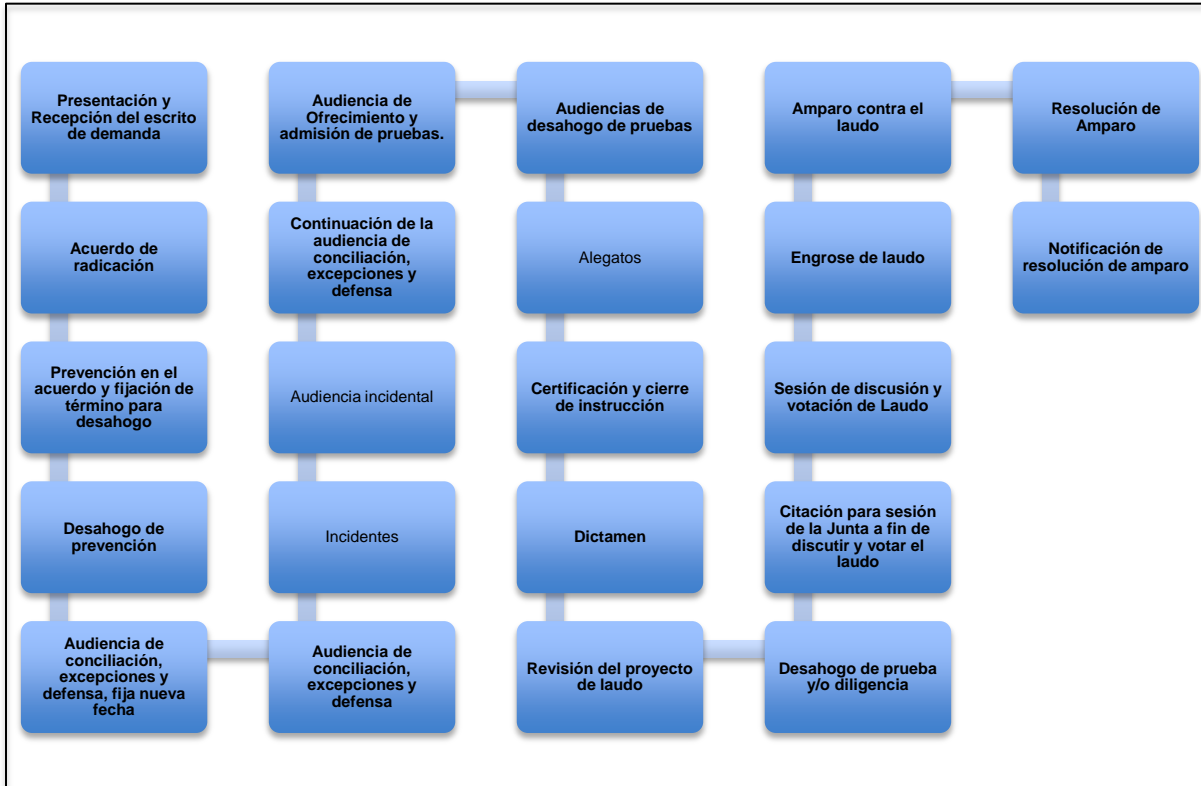 Presentación y
Recepción del escrito
de demanda
Acuerdo de
radicación
Prevención en el
acuerdo y fijación de
término para
desahogo
Desahogo de
prevención
Audiencia de
conciliación,
excepciones y
defensa, fija nueva
fecha
Audiencia de
conciliación,
excepciones y
defensa
Incidentes
Audiencia incidental
Continuación de la
audiencia de
conciliación,
excepciones y
defensa
Audiencia de
Ofrecimiento y
admisión de pruebas.
Audiencias de
desahogo de pruebas
Alegatos
Certificación y cierre
de instrucción
Dictamen
Revisión del proyecto
de laudo
Desahogo de prueba
y/o diligencia
Citación para sesión
de la Junta a fin de
discutir y votar el
laudo
Sesión de discusión y
votación de Laudo
Engrose de laudo
Amparo contra el
laudo
Resolución de
Amparo
Notificación de
resolución de amparo